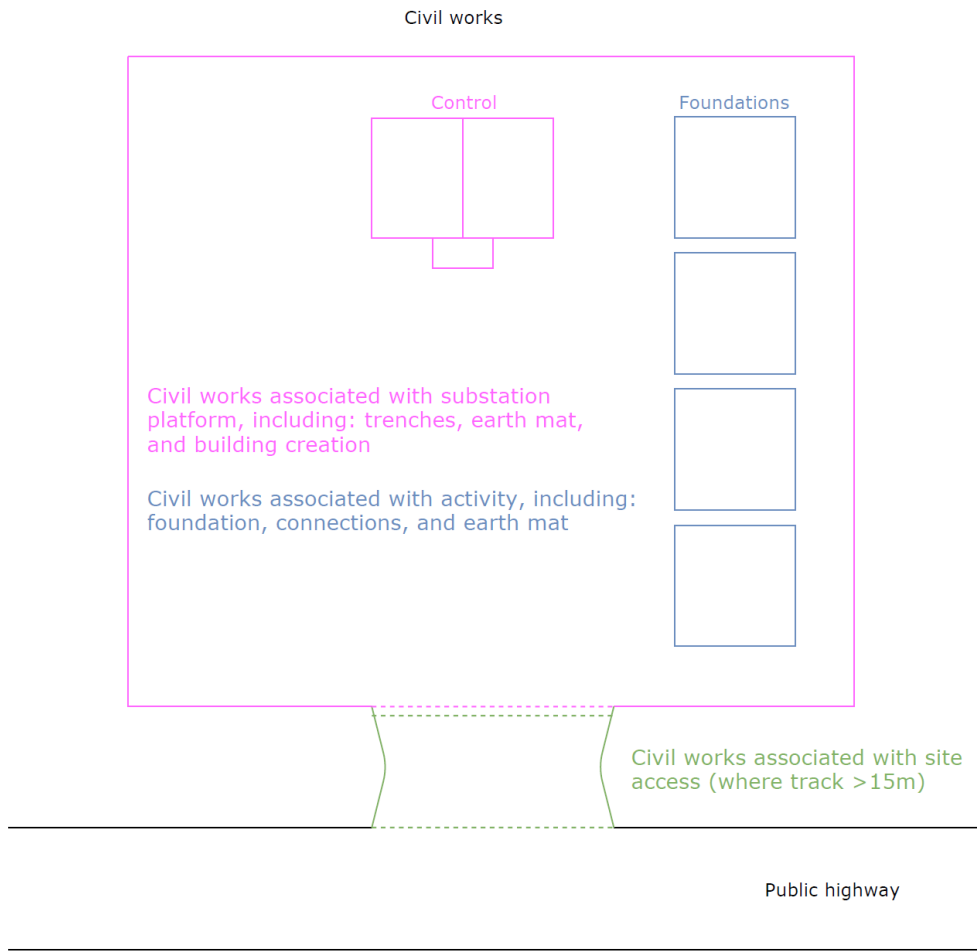 Civil works
Control
Foundations
Civil works associated with substation
platform, including: trenches, earth mat,
and building creation
Civil works associated with activity, including:
foundation, connections, and earth mat
Civil works associated with site
access (where track >15m)
Public highway